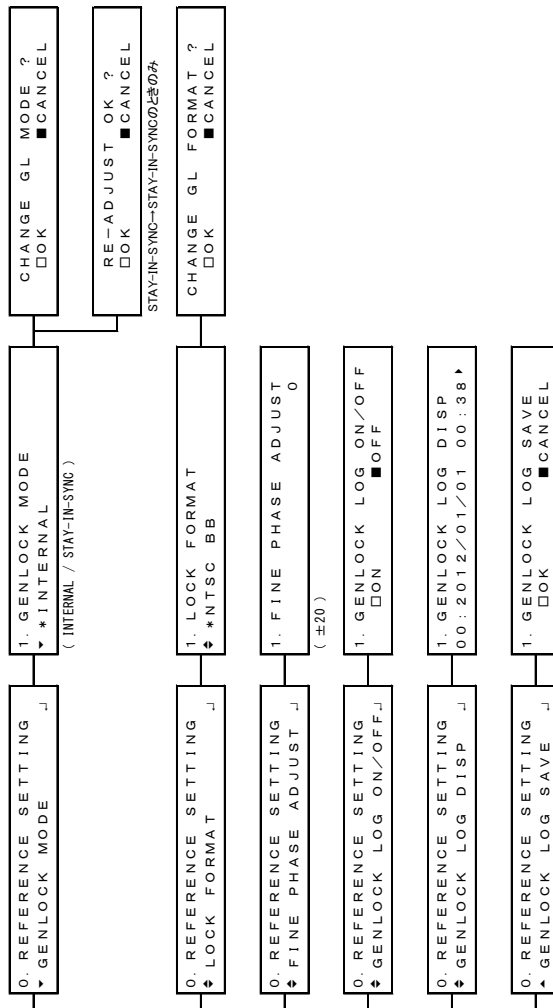 0. REFERENCE SETTING
▼ GENLOCK MODE ┘
1. GENLOCK MODE
▼ *INTERNAL
( INTERNAL / STAY-IN-SYNC )
CHANGE GL MODE ?
□OK ■CANCEL
RE-ADJUST OK ?
□OK ■CANCEL
STAY-IN-SYNC→STAY-IN-SYNCのときのみ
0. REFERENCE SETTING
◆ LOCK FORMAT ┘
1. LOCK FORMAT
◆ *NTSC BB
CHANGE GL FORMAT ?
□OK ■CANCEL
0. REFERENCE SETTING
◆ FINE PHASE ADJUST ┘
1. FINE PHASE ADJUST
0
( ±20 )
0. REFERENCE SETTING
◆ GENLOCK LOG ON/OFF┘
1. GENLOCK LOG ON/OFF
□ON ■OFF
0. REFERENCE SETTING
◆ GENLOCK LOG DISP ┘
1. GENLOCK LOG DISP
00:2012/01/01 00:38▶
0. REFERENCE SETTING
▲ GENLOCK LOG SAVE ┘
1. GENLOCK LOG SAVE
□OK ■CANCEL